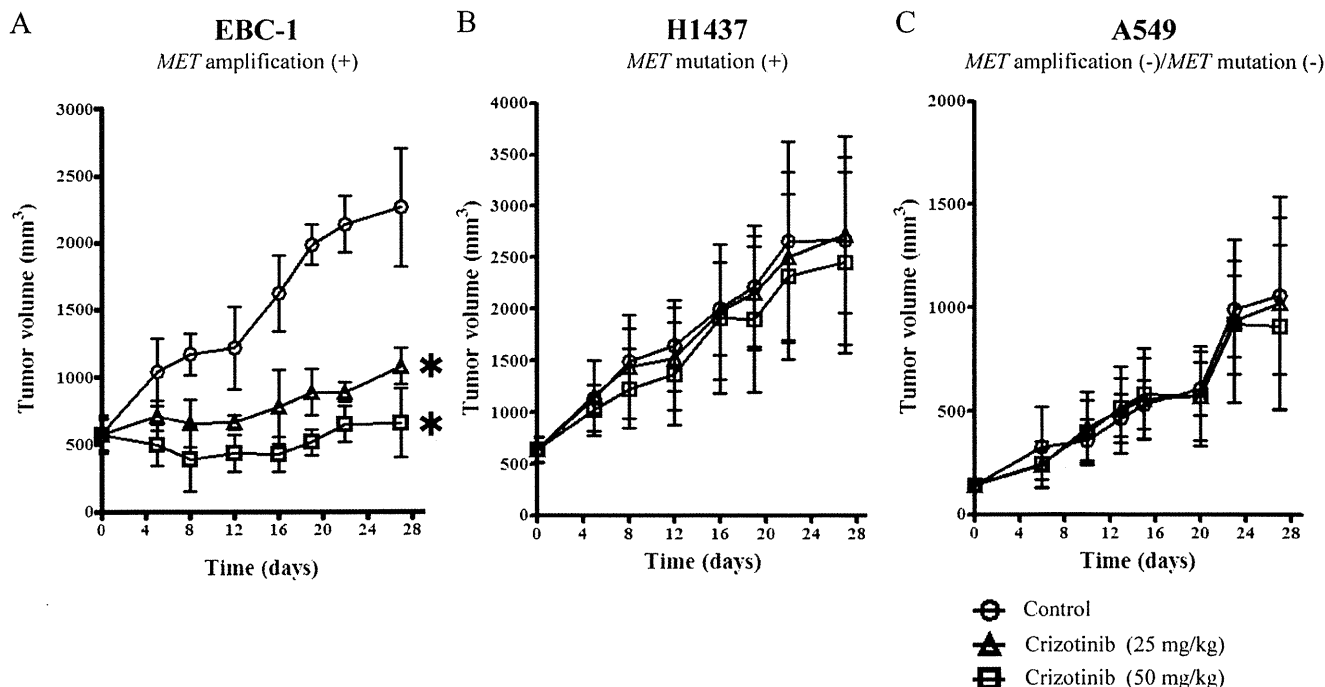 A
EBC-1
MET amplification (+)
Tumor volume (mm3)
3000
2500
2000
1500
1000
500
0
0 4 8 12 16 20 24 28
Time (days)
*
*
B
H1437
MET mutation (+)
Tumor volume (mm3)
4000
3500
3000
2500
2000
1500
1000
500
0
0 4 8 12 16 20 24 28
Time (days)
C
A549
MET amplification (-)/MET mutation (-)
Tumor volume (mm3)
2000
1500
1000
500
0
0 4 8 12 16 20 24 28
Time (days)
Control
Crizotinib (25 mg/kg)
Crizotinib (50 mg/kg)